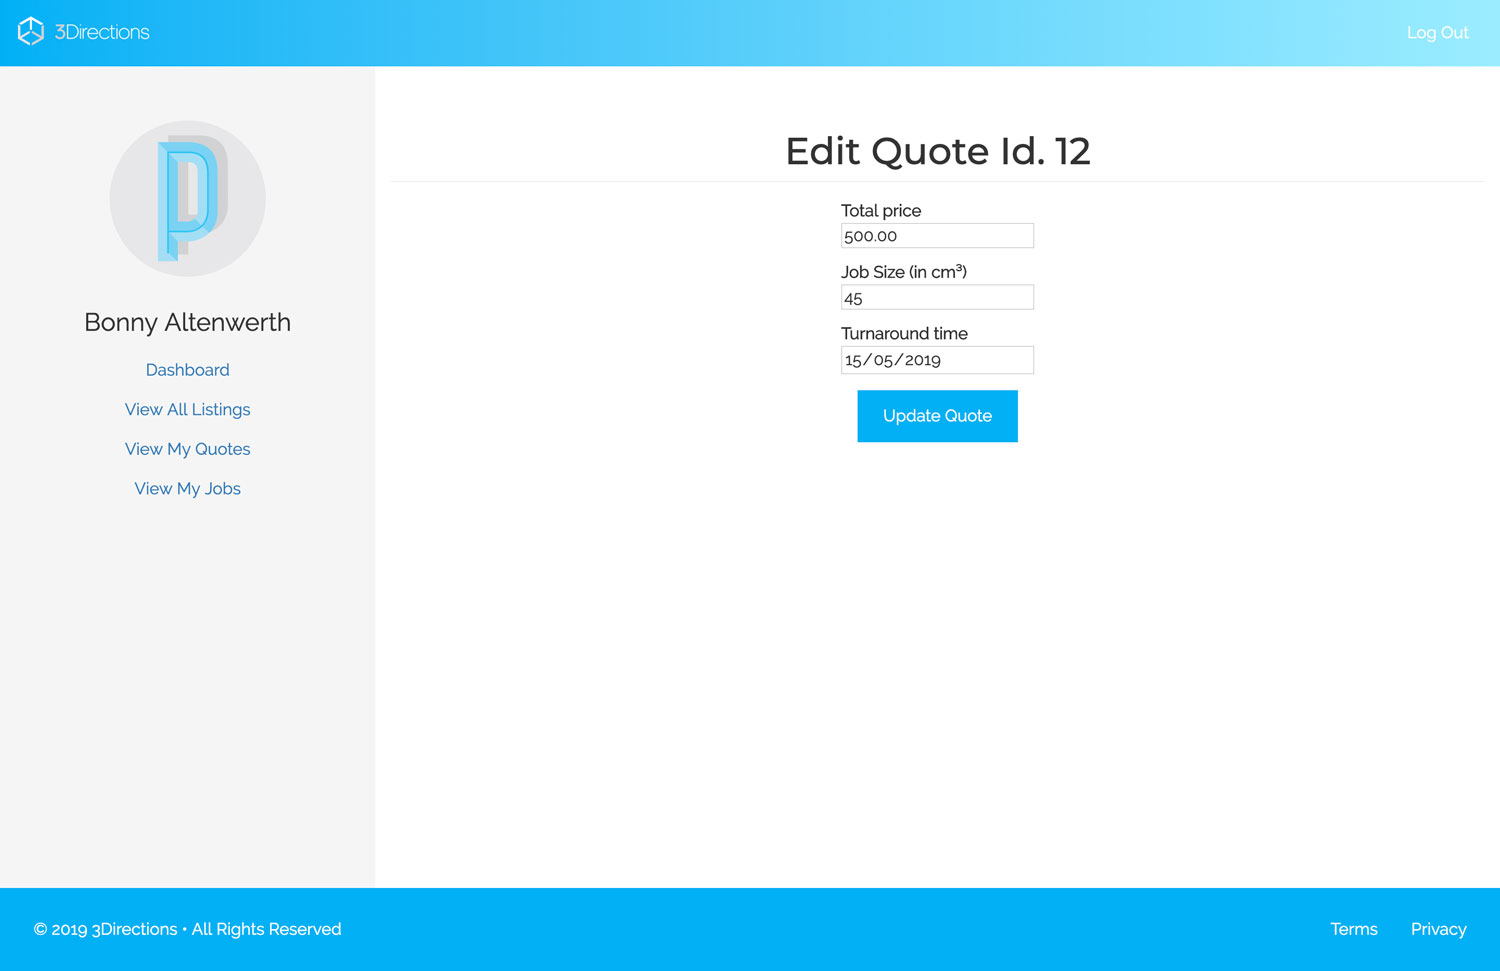 3Directions
Log Out
Bonny Altenwerth
Dashboard
View All Listings
View My Quotes
View My Jobs
Edit Quote Id. 12
Total price
500.00
Job Size (in cm³)
45
Turnaround time
15/05/2019
Update Quote
© 2019 3Directions • All Rights Reserved
Terms
Privacy